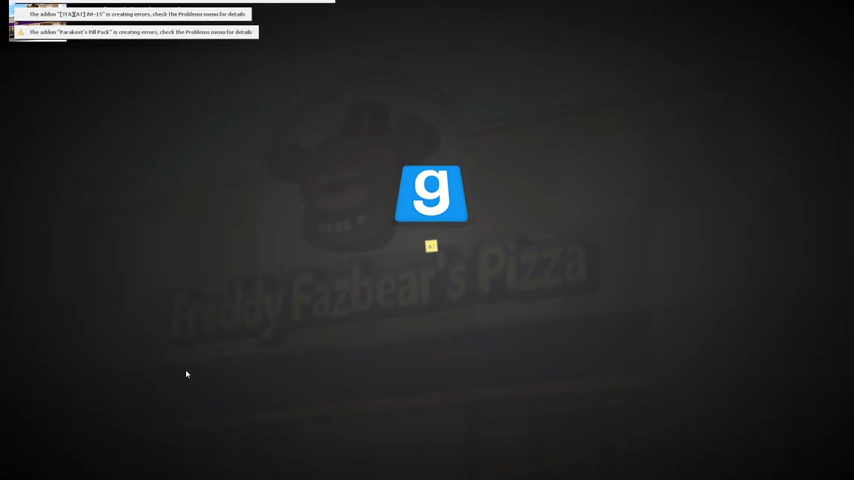 The addon "[TFA][AT] AR-15" is creating errors, check the Problems menu for details
The addon "Parakeet's Pill Pack" is creating errors, check the Problems menu for details
g
Freddy Fazbear's Pizza